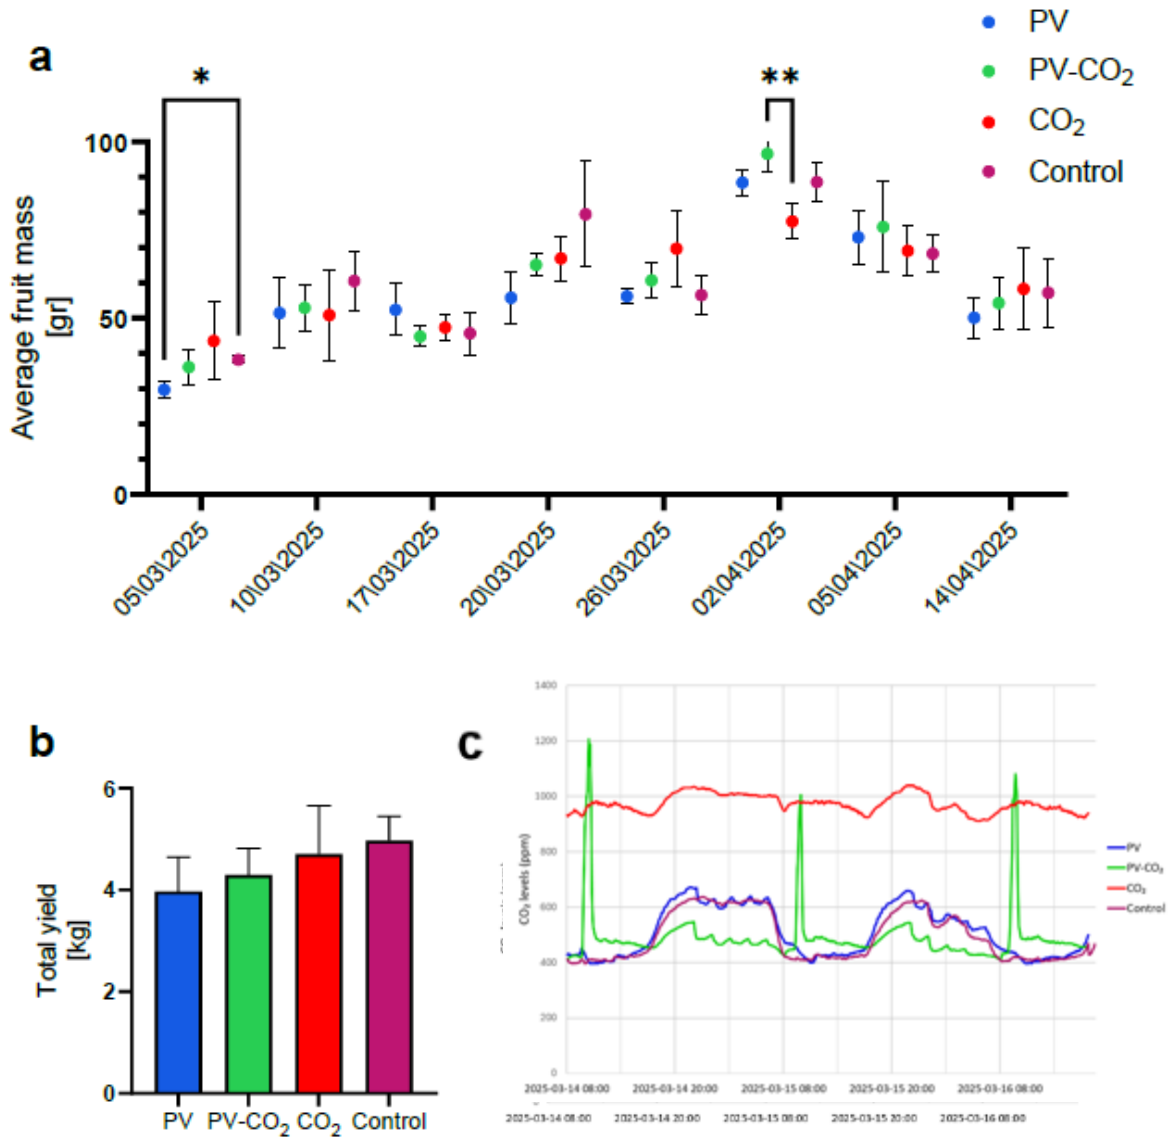 a
*
**
PV
PV-CO₂
CO₂
Control
Average fruit mass
[gr]
100
50
0
05\03\2025
10\03\2025
17\03\2025
20\03\2025
26\03\2025
02\04\2025
05\04\2025
14\04\2025
b
Total yield
[kg]
6
4
2
0
PV
PV-CO₂
CO₂
Control
c
CO₂ levels (ppm)
1400
1200
1000
800
600
400
200
0
PV
PV-CO₂
CO₂
Control
2025-03-14 08:00 2025-03-14 20:00 2025-03-15 08:00 2025-03-15 20:00 2025-03-16 08:00
2025-03-14 08:00 2025-03-14 20:00 2025-03-15 08:00 2025-03-15 20:00 2025-03-16 08:00